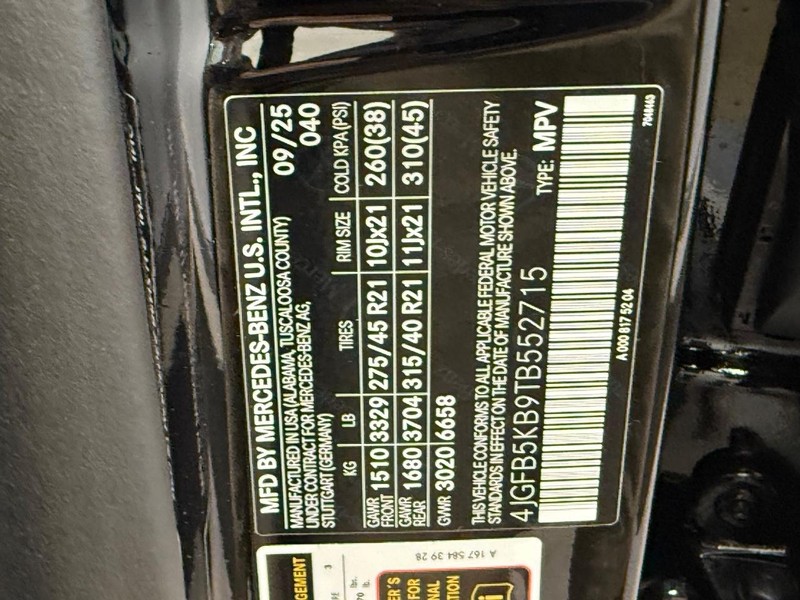 MFD BY MERCEDES-BENZ U.S. INTL., INC
MANUFACTURED IN USA (ALABAMA, TUSCALOOSA COUNTY) 09/25
UNDER CONTRACT FOR MERCEDES-BENZ AG, 040
STUTTGART (GERMANY)
KG LB TIRES RIM SIZE COLD KPA (PSI)
GAWR FRONT 1510 3329 275/45 R21 10Jx21 260(38)
GAWR REAR 1680 3704 315/40 R21 11Jx21 310(45)
GVWR 3020 6658
THIS VEHICLE CONFORMS TO ALL APPLICABLE FEDERAL MOTOR VEHICLE SAFETY
STANDARDS IN EFFECT ON THE DATE OF MANUFACTURE SHOWN ABOVE.
4JGFB5KB9TB552715 TYPE: MPV
A 000 817 52 04
7048463
A 167 584 39 28